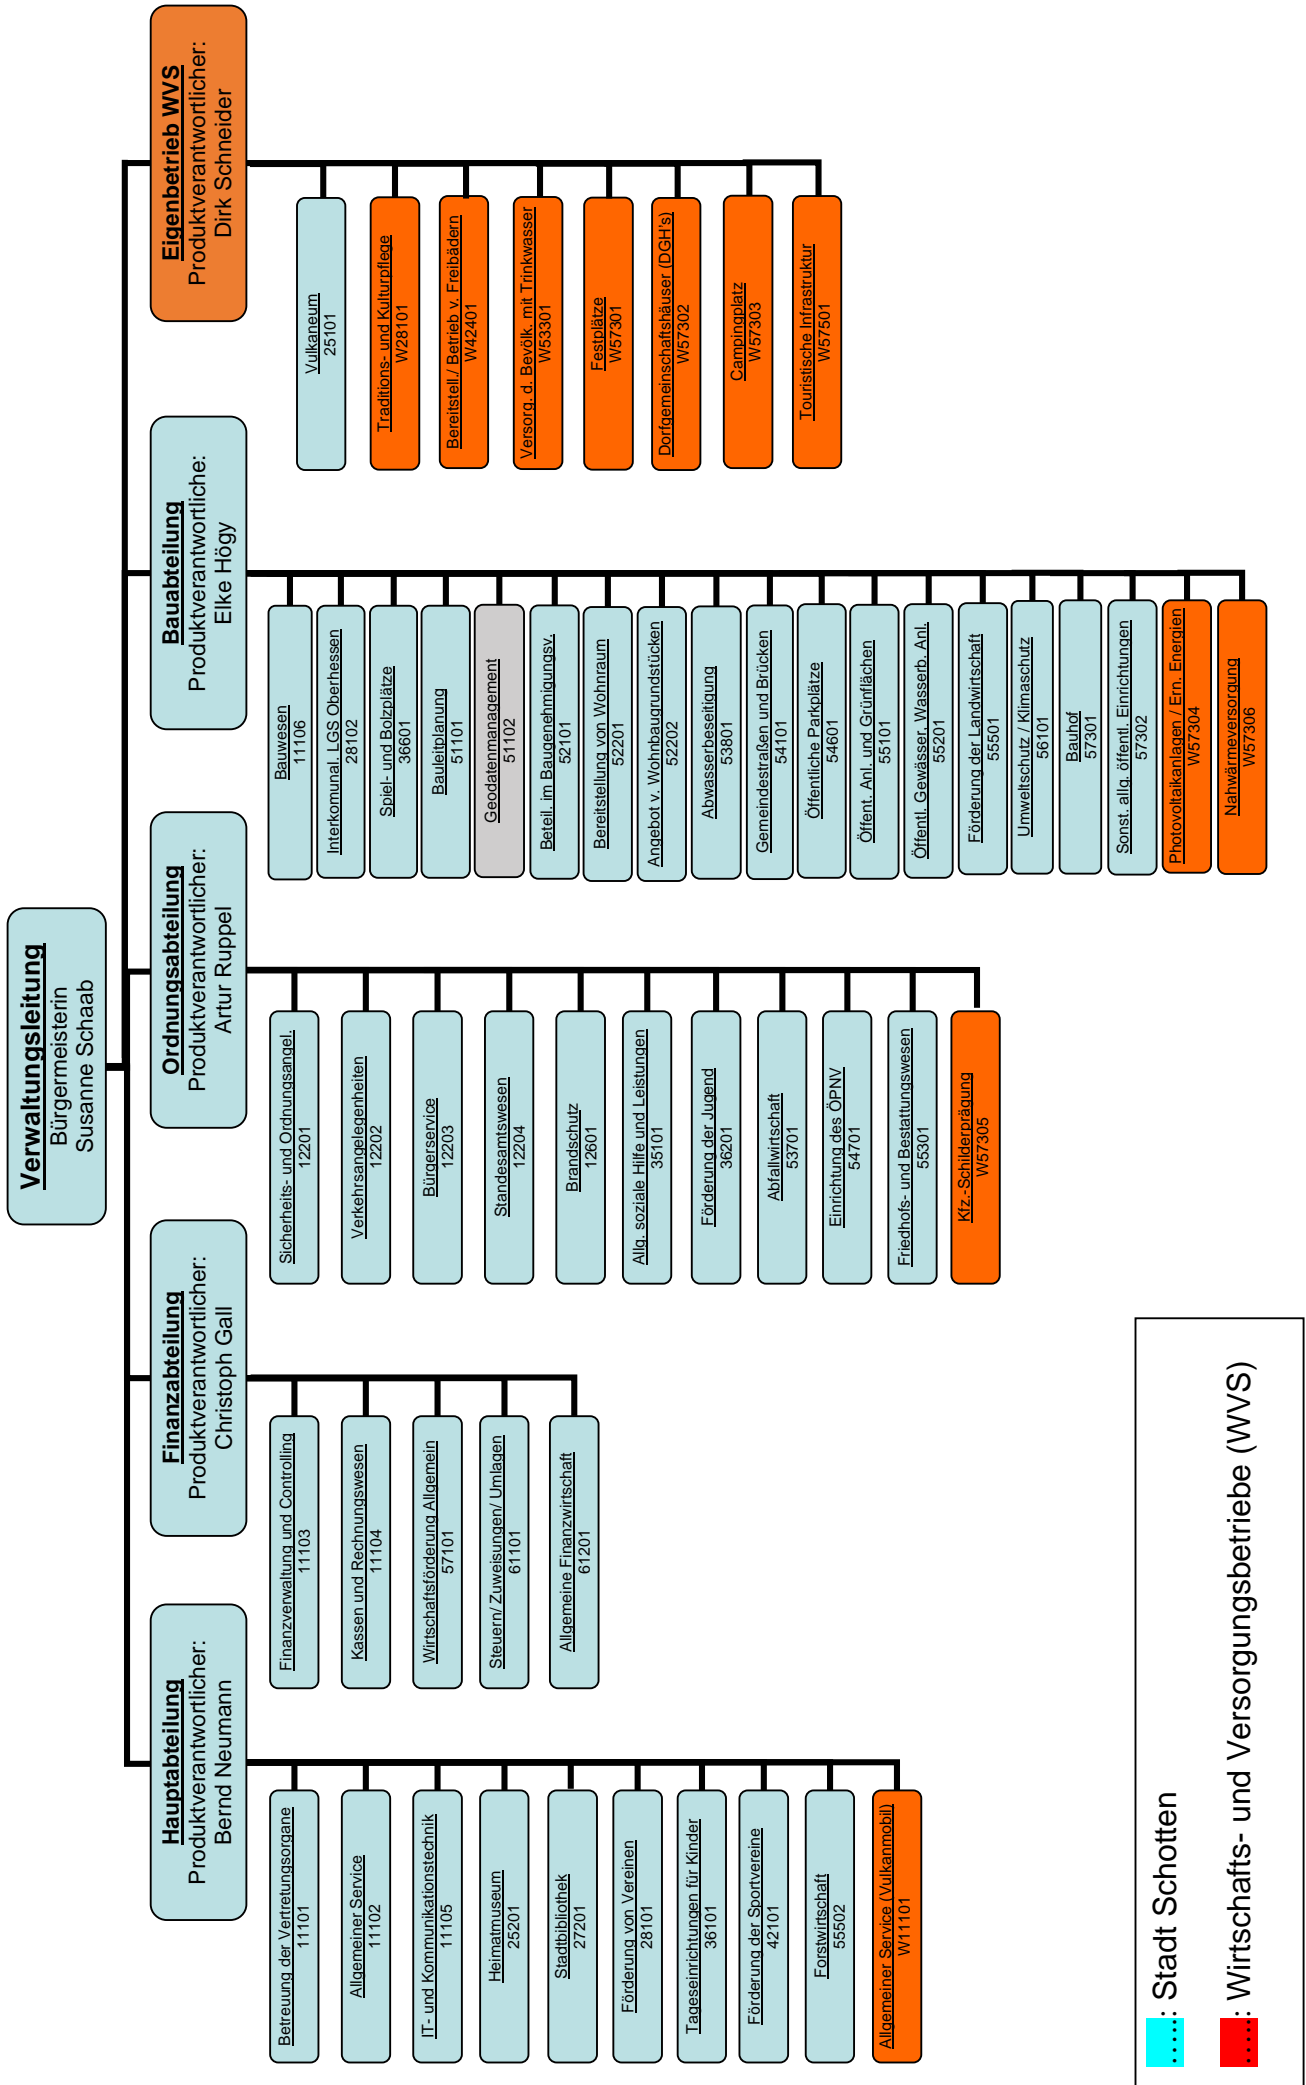 Verwaltungsleitung
Bürgermeisterin
Susanne Schaab
Hauptabteilung
Produktverantwortlicher:
Bernd Neumann
Betreuung der Vertretungsorgane
11101
Allgemeiner Service
11102
IT- und Kommunikationstechnik
11105
Heimatmuseum
25201
Stadtbibliothek
27201
Förderung von Vereinen
28101
Tageseinrichtungen für Kinder
36101
Förderung der Sportvereine
42101
Forstwirtschaft
55502
Allgemeiner Service (Vulkanmobil)
W11101
Finanzabteilung
Produktverantwortlicher:
Christoph Gall
Finanzverwaltung und Controlling
11103
Kassen und Rechnungswesen
11104
Wirtschaftsförderung Allgemein
57101
Steuern/ Zuweisungen/ Umlagen
61101
Allgemeine Finanzwirtschaft
61201
Ordnungsabteilung
Produktverantwortlicher:
Artur Ruppel
Sicherheits- und Ordnungsangel.
12201
Verkehrsangelegenheiten
12202
Bürgerservice
12203
Standesamtswesen
12204
Brandschutz
12601
Allg. soziale Hilfe und Leistungen
35101
Förderung der Jugend
36201
Abfallwirtschaft
53701
Einrichtung des ÖPNV
54701
Friedhofs- und Bestattungswesen
55301
Kfz.-Schilderprägung
W57305
Bauabteilung
Produktverantwortliche:
Elke Högy
Bauwesen
11106
Interkomunal. LGS Oberhessen
28102
Spiel- und Bolzplätze
36601
Bauleitplanung
51101
Geodatenmanagement
51102
Beteil. im Baugenehmigungsv.
52101
Bereitstellung von Wohnraum
52201
Angebot v. Wohnbaugrundstücken
52202
Abwasserbeseitigung
53801
Gemeindestraßen und Brücken
54101
Öffentliche Parkplätze
54601
Öffent. Anl. und Grünflächen
55101
Öffentl. Gewässer, Wasserb. Anl.
55201
Förderung der Landwirtschaft
55501
Umweltschutz / Klimaschutz
56101
Bauhof
57301
Sonst. allg. öffentl. Einrichtungen
57302
Photovoltaikanlagen / Ern. Energien
W57304
Nahwärmeversorgung
W57306
Eigenbetrieb WVS
Produktverantwortlicher:
Dirk Schneider
Vulkaneum
25101
Traditions- und Kulturpflege
W28101
Bereitstell./ Betrieb v. Freibädern
W42401
Versorg. d. Bevölk. mit Trinkwasser
W53301
Festplätze
W57301
Dorfgemeinschaftshäuser (DGH's)
W57302
Campingplatz
W57303
Touristische Infrastruktur
W57501
.....: Stadt Schotten
.....: Wirtschafts- und Versorgungsbetriebe (WVS)